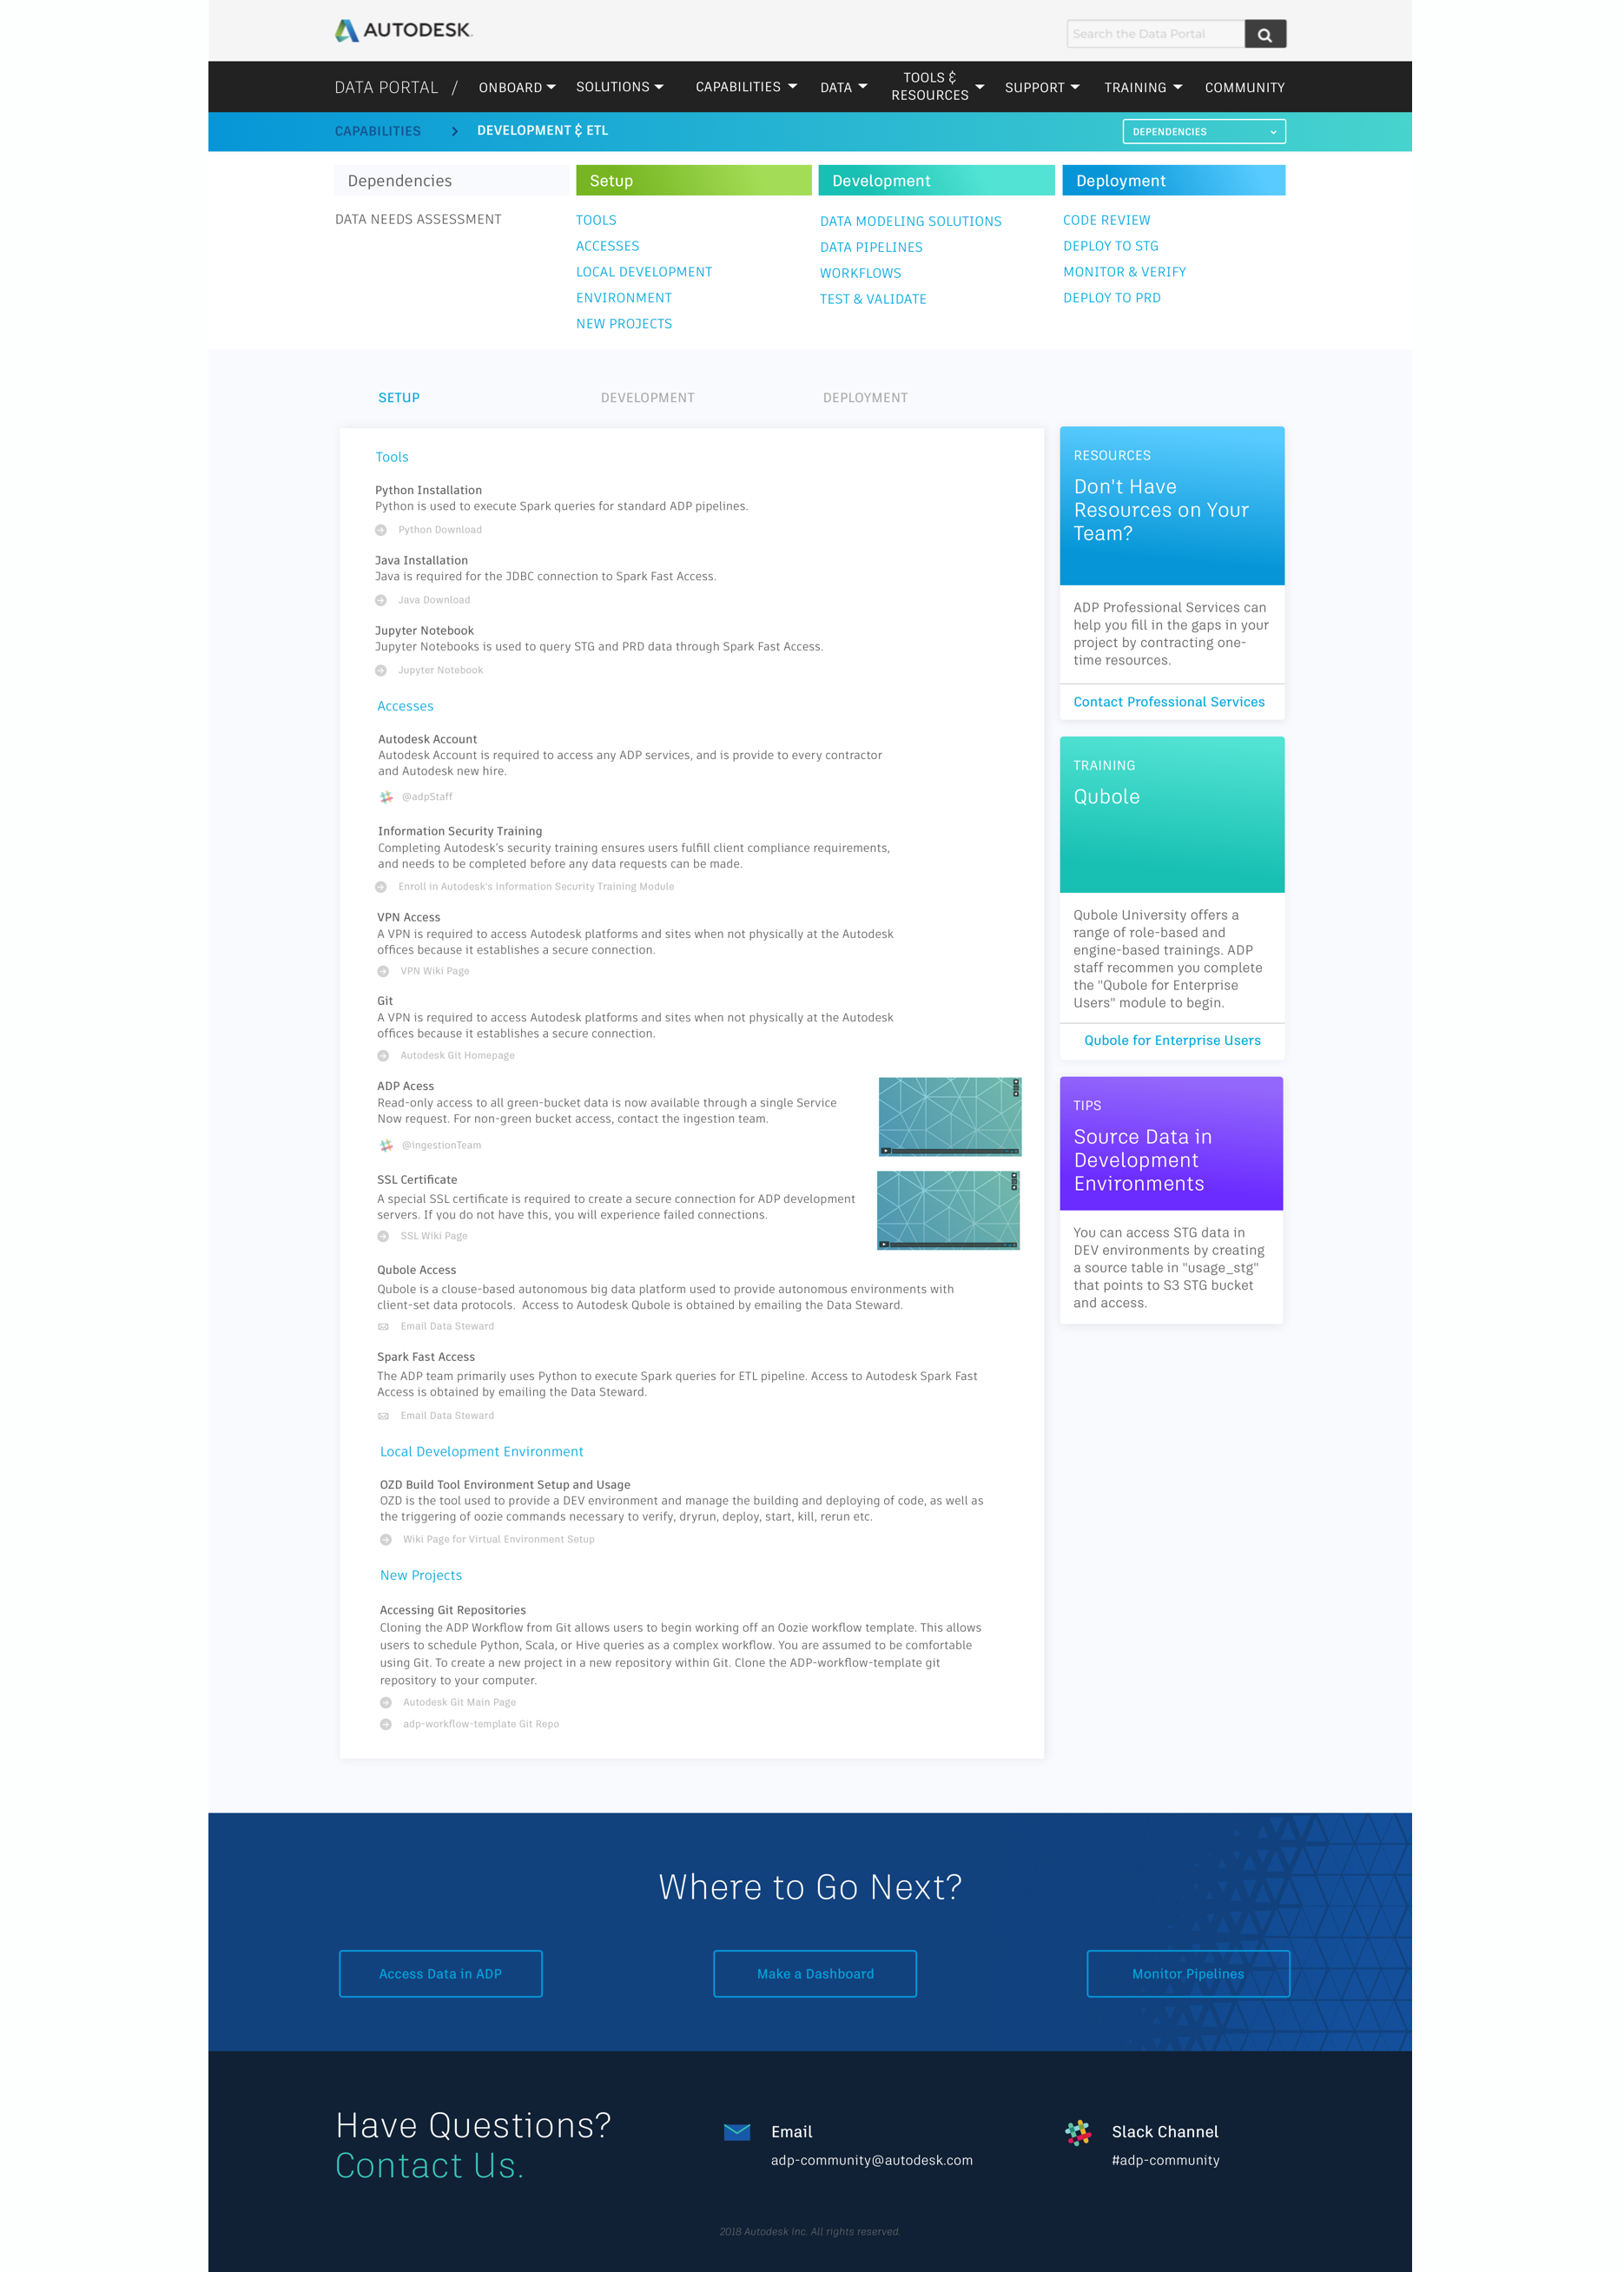 AUTODESK.
Search the Data Portal
DATA PORTAL / ONBOARD SOLUTIONS CAPABILITIES DATA TOOLS & RESOURCES SUPPORT TRAINING COMMUNITY
CAPABILITIES > DEVELOPMENT & ETL
DEPENDENCIES
Dependencies
DATA NEEDS ASSESSMENT
Setup
TOOLS
ACCESSES
LOCAL DEVELOPMENT
ENVIRONMENT
NEW PROJECTS
Development
DATA MODELING SOLUTIONS
DATA PIPELINES
WORKFLOWS
TEST & VALIDATE
Deployment
CODE REVIEW
DEPLOY TO STG
MONITOR & VERIFY
DEPLOY TO PRD
SETUP DEVELOPMENT DEPLOYMENT
Tools
Python Installation
Python is used to execute Spark queries for standard ADP pipelines.
Python Download
Java Installation
Java is required for the JDBC connection to Spark Fast Access.
Java Download
Jupyter Notebook
Jupyter Notebooks is used to query STG and PRD data through Spark Fast Access.
Jupyter Notebook
Accesses
Autodesk Account
Autodesk Account is required to access any ADP services, and is provide to every contractor
and Autodesk new hire.
@adpStaff
Information Security Training
Completing Autodesk's security training ensures users fulfill client compliance requirements,
and needs to be completed before any data requests can be made.
Enroll in Autodesk's Information Security Training Module
VPN Access
A VPN is required to access Autodesk platforms and sites when not physically at the Autodesk
offices because it establishes a secure connection.
VPN Wiki Page
Git
A VPN is required to access Autodesk platforms and sites when not physically at the Autodesk
offices because it establishes a secure connection.
Autodesk Git Homepage
ADP Acess
Read-only access to all green-bucket data is now available through a single Service
Now request. For non-green bucket access, contact the ingestion team.
@ingestionTeam
SSL Certificate
A special SSL certificate is required to create a secure connection for ADP development
servers. If you do not have this, you will experience failed connections.
SSL Wiki Page
Qubole Access
Qubole is a clouse-based autonomous big data platform used to provide autonomous environments with
client-set data protocols. Access to Autodesk Qubole is obtained by emailing the Data Steward.
Email Data Steward
Spark Fast Access
The ADP team primarily uses Python to execute Spark queries for ETL pipeline. Access to Autodesk Spark Fast
Access is obtained by emailing the Data Steward.
Email Data Steward
Local Development Environment
OZD Build Tool Environment Setup and Usage
OZD is the tool used to provide a DEV environment and manage the building and deploying of code, as well as
the triggering of oozie commands necessary to verify, dryrun, deploy, start, kill, rerun etc.
Wiki Page for Virtual Environment Setup
New Projects
Accessing Git Repositories
Cloning the ADP Workflow from Git allows users to begin working off an Oozie workflow template. This allows
users to schedule Python, Scala, or Hive queries as a complex workflow. You are assumed to be comfortable
using Git. To create a new project in a new repository within Git. Clone the ADP-workflow-template git
repository to your computer.
Autodesk Git Main Page
adp-workflow-template Git Repo
RESOURCES
Don't Have
Resources on Your
Team?
ADP Professional Services can
help you fill in the gaps in your
project by contracting one-
time resources.
Contact Professional Services
TRAINING
Qubole
Qubole University offers a
range of role-based and
engine-based trainings. ADP
staff recommen you complete
the "Qubole for Enterprise
Users" module to begin.
Qubole for Enterprise Users
TIPS
Source Data in
Development
Environments
You can access STG data in
DEV environments by creating
a source table in "usage_stg"
that points to S3 STG bucket
and access.
Where to Go Next?
Access Data in ADP
Make a Dashboard
Monitor Pipelines
Have Questions?
Contact Us.
Email
adp-community@autodesk.com
Slack Channel
#adp-community
2018 Autodesk Inc. All rights reserved.